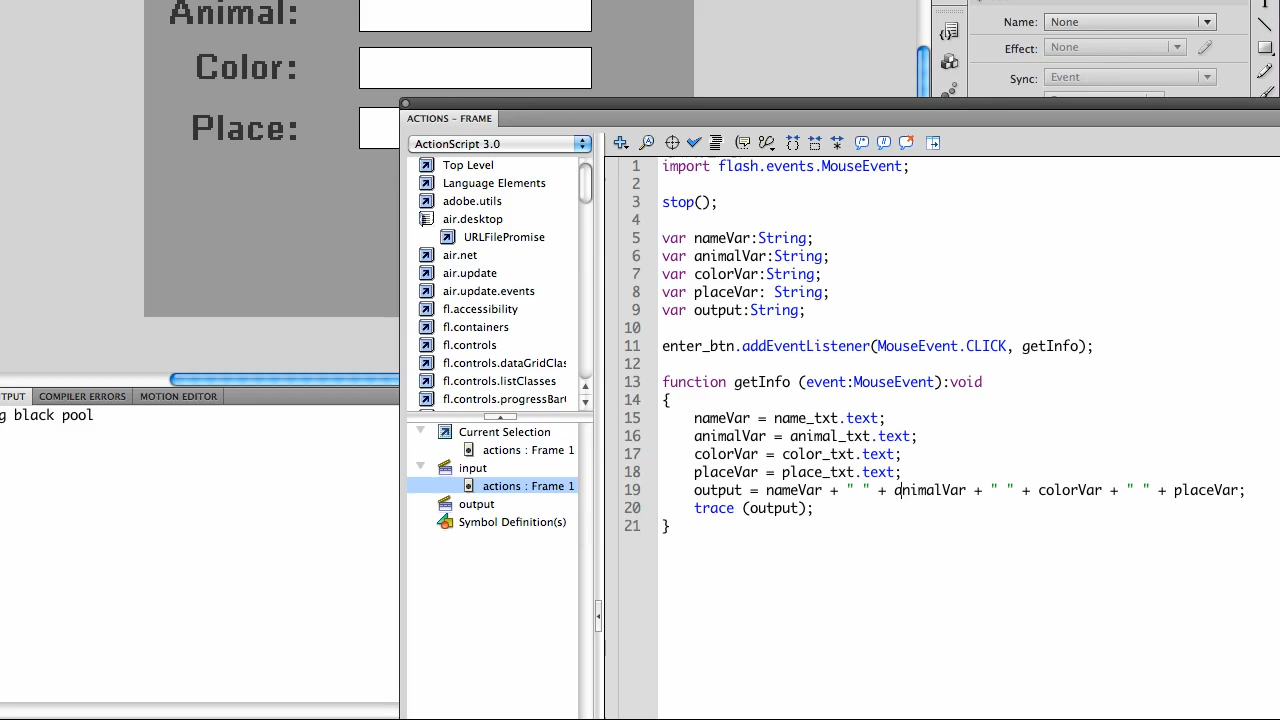 Animal:
Color:
Place:
Name: None
Effect: None
Sync: Event
ACTIONS - FRAME
ActionScript 3.0
Top Level
Language Elements
adobe.utils
air.desktop
URLFilePromise
air.net
air.update
air.update.events
fl.accessibility
fl.containers
fl.controls
fl.controls.dataGridClas
fl.controls.listClasses
fl.controls.progressBar
Current Selection
actions : Frame 1
input
actions : Frame 1
output
Symbol Definition(s)
1 import flash.events.MouseEvent;
2
3 stop();
4
5 var nameVar:String;
6 var animalVar:String;
7 var colorVar:String;
8 var placeVar: String;
9 var output:String;
10
11 enter_btn.addEventListener(MouseEvent.CLICK, getInfo);
12
13 function getInfo (event:MouseEvent):void
14 {
15 nameVar = name_txt.text;
16 animalVar = animal_txt.text;
17 colorVar = color_txt.text;
18 placeVar = place_txt.text;
19 output = nameVar + " " + animalVar + " " + colorVar + " " + placeVar;
20 trace (output);
21 }
TPUT COMPILER ERRORS MOTION EDITOR
g black pool